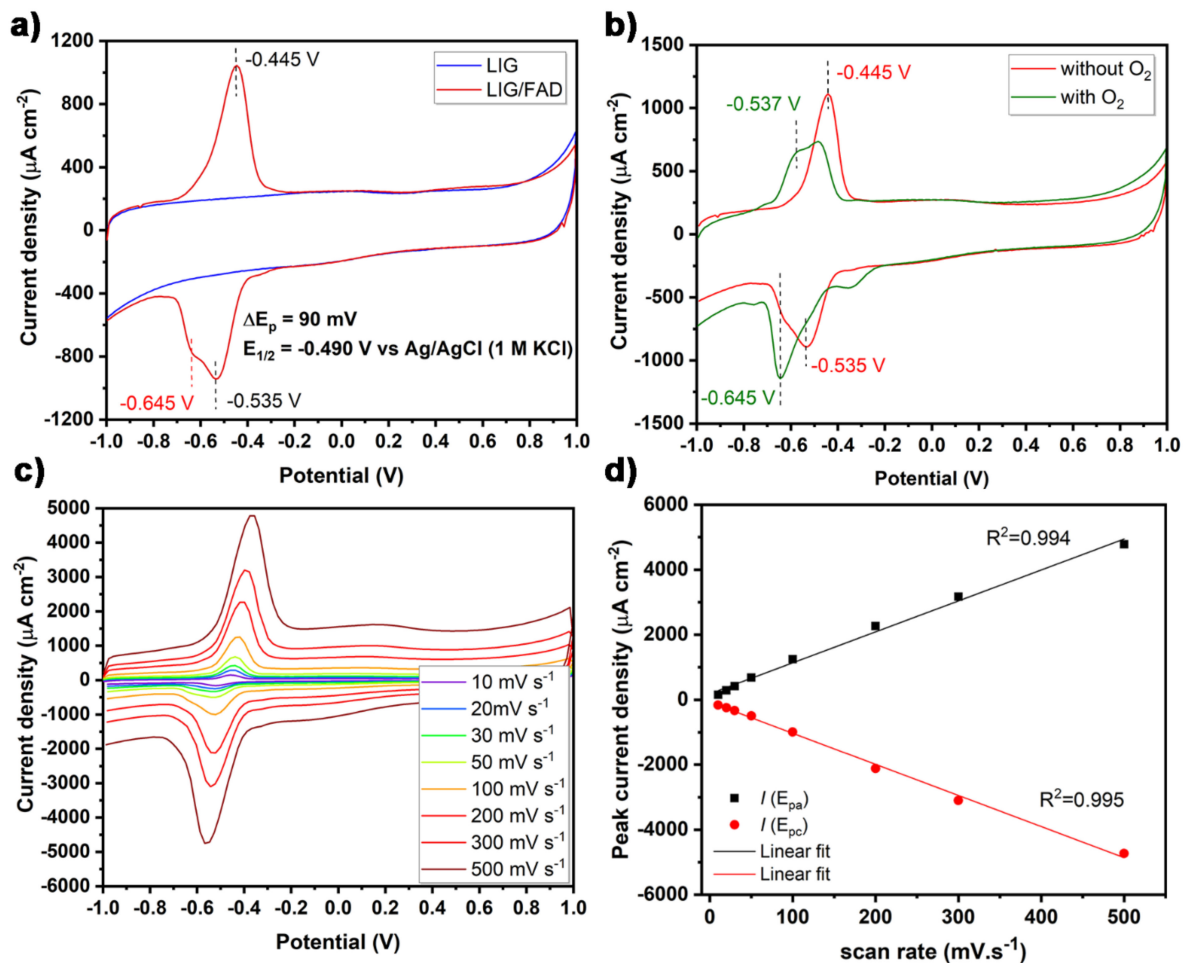 a)
1200
800
400
0
-400
-800
-1200
Current density (μA cm⁻²)
-0.445 V
LIG
LIG/FAD
ΔEₚ = 90 mV
E₁/₂ = -0.490 V vs Ag/AgCl (1 M KCl)
-0.645 V
-0.535 V
-1.0 -0.8 -0.6 -0.4 -0.2 0.0 0.2 0.4 0.6 0.8 1.0
Potential (V)
b)
1500
1000
500
0
-500
-1000
-1500
Current density (μA cm⁻²)
-0.445 V
-0.537 V
without O₂
with O₂
-0.535 V
-0.645 V
-1.0 -0.8 -0.6 -0.4 -0.2 0.0 0.2 0.4 0.6 0.8 1.0
Potential (V)
c)
5000
4000
3000
2000
1000
0
-1000
-2000
-3000
-4000
-5000
-6000
Current density (μA cm⁻²)
10 mV s⁻¹
20mV s⁻¹
30 mV s⁻¹
50 mV s⁻¹
100 mV s⁻¹
200 mV s⁻¹
300 mV s⁻¹
500 mV s⁻¹
-1.0 -0.8 -0.6 -0.4 -0.2 0.0 0.2 0.4 0.6 0.8 1.0
Potential (V)
d)
6000
4000
2000
0
-2000
-4000
-6000
Peak current density (μA cm⁻²)
R²=0.994
I (Eₚₐ)
I (E_pc)
Linear fit
Linear fit
R²=0.995
0 100 200 300 400 500
scan rate (mV.s⁻¹)